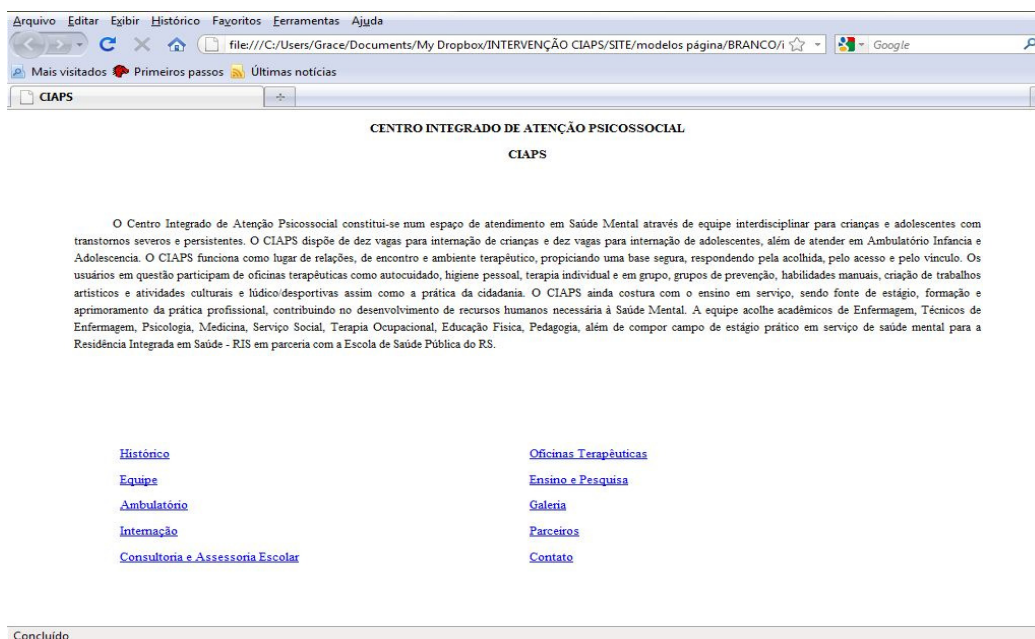 Arquivo Editar Exibir Histórico Favoritos Ferramentas Ajuda
file:///C:/Users/Grace/Documents/My Dropbox/INTERVENÇÃO CIAPS/SITE/modelos página/BRANCO/i
Google
Mais visitados Primeiros passos Últimas notícias
CIAPS
CENTRO INTEGRADO DE ATENÇÃO PSICOSSOCIAL
CIAPS
O Centro Integrado de Atenção Psicossocial constitui-se num espaço de atendimento em Saúde Mental através de equipe interdisciplinar para crianças e adolescentes com
transtornos severos e persistentes. O CIAPS dispõe de dez vagas para internação de crianças e dez vagas para internação de adolescentes, além de atender em Ambulatório Infancia e
Adolescencia. O CIAPS funciona como lugar de relações, de encontro e ambiente terapêutico, propiciando uma base segura, respondendo pela acolhida, pelo acesso e pelo vinculo. Os
usuários em questão participam de oficinas terapêuticas como autocuidado, higiene pessoal, terapia individual e em grupo, grupos de prevenção, habilidades manuais, criação de trabalhos
artísticos e atividades culturais e lúdico/desportivas assim como a prática da cidadania. O CIAPS ainda costura com o ensino em serviço, sendo fonte de estágio, formação e
aprimoramento da prática profissional, contribuindo no desenvolvimento de recursos humanos necessária à Saúde Mental. A equipe acolhe acadêmicos de Enfermagem, Técnicos de
Enfermagem, Psicologia, Medicina, Serviço Social, Terapia Ocupacional, Educação Física, Pedagogia, além de compor campo de estágio prático em serviço de saúde mental para a
Residência Integrada em Saúde - RIS em parceria com a Escola de Saúde Pública do RS.
Histórico
Equipe
Ambulatório
Internação
Consultoria e Assessoria Escolar
Oficinas Terapêuticas
Ensino e Pesquisa
Galeria
Parceiros
Contato
Concluído